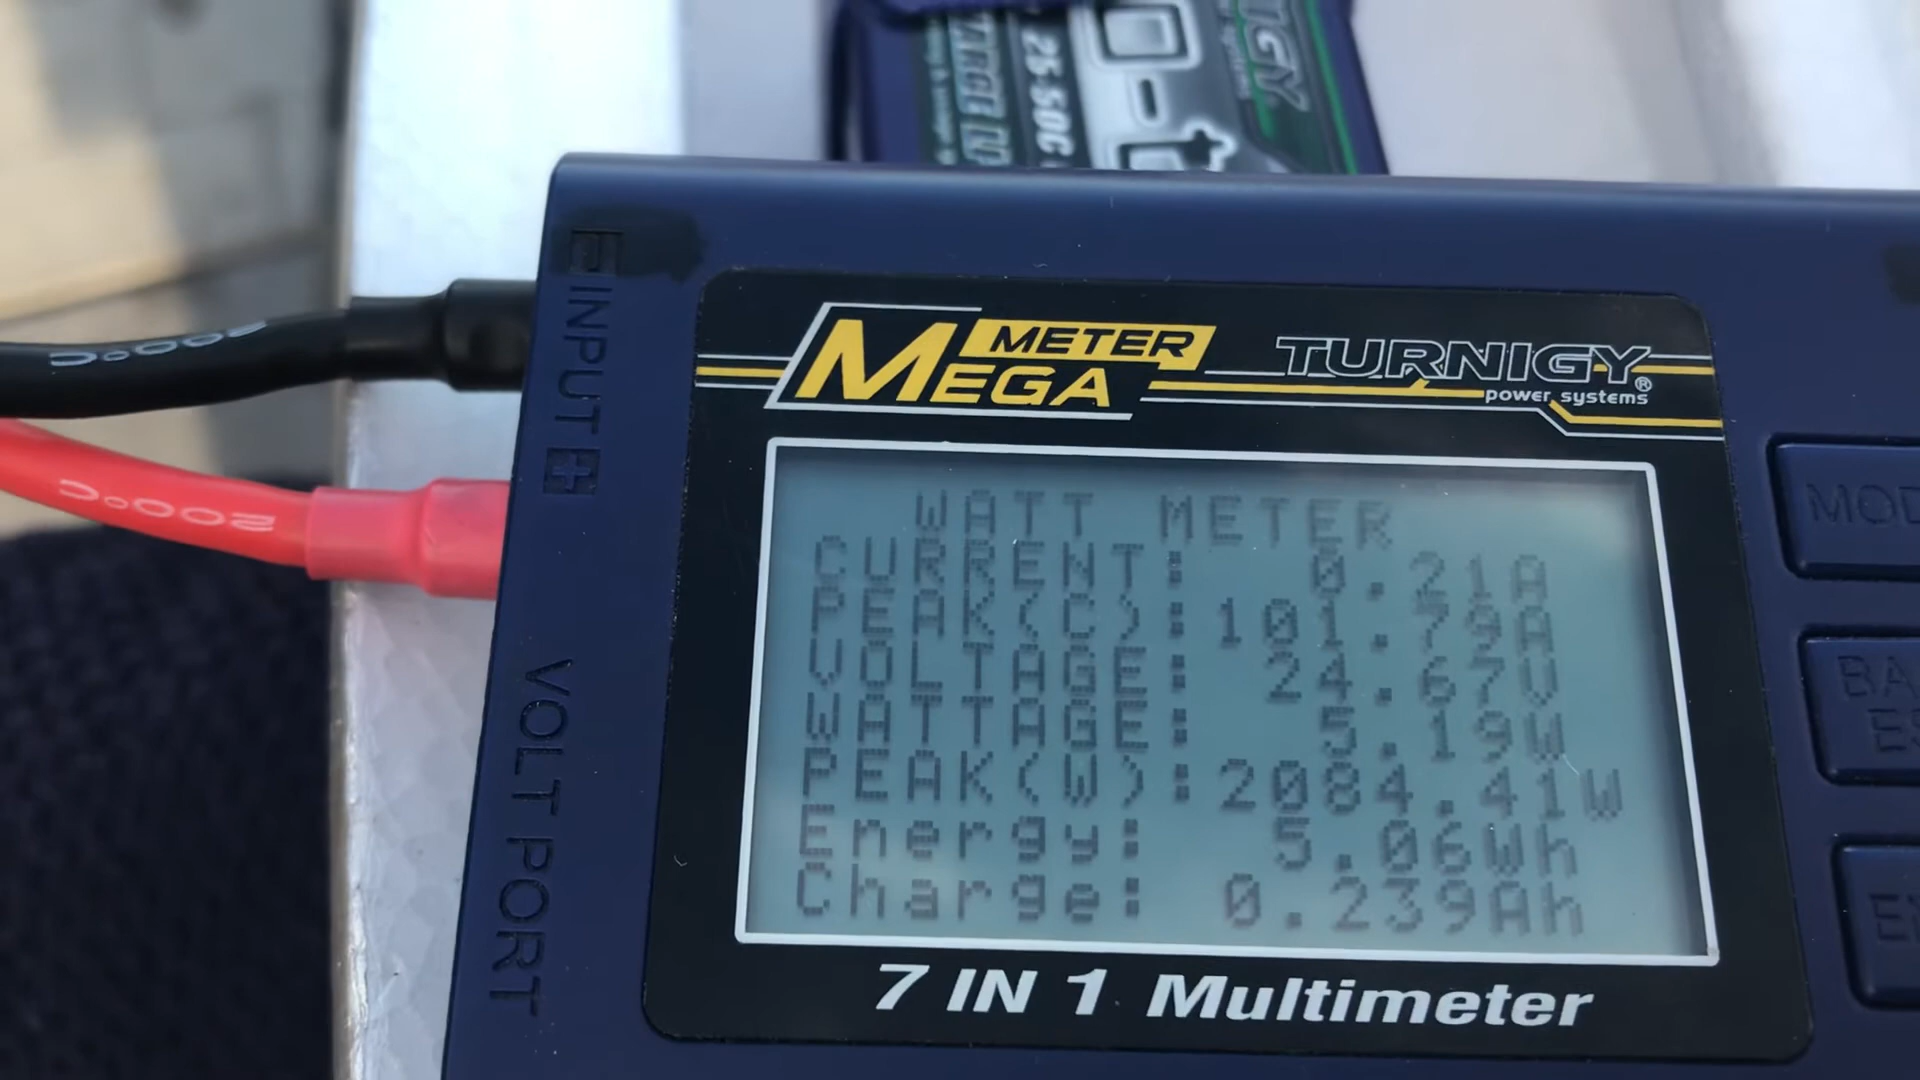 25-50C
METER
MEGA
TURNIGY®
power systems
WATT METER
CURRENT: 0.21A
PEAK(C): 101.79A
VOLTAGE: 24.67V
WATTAGE: 5.19W
PEAK(W): 2084.41W
Energy: 5.06Wh
Charge: 0.239Ah
7 IN 1 Multimeter
- INPUT +
VOLT PORT
200°C
200°C